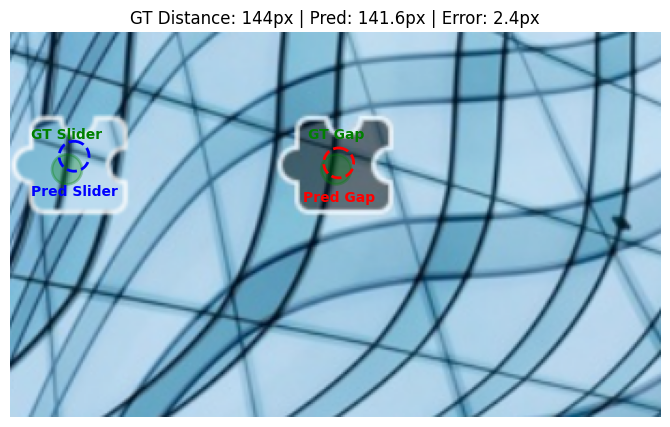 GT Distance: 144px | Pred: 141.6px | Error: 2.4px
GT Slider
GT Gap
Pred Slider
Pred Gap